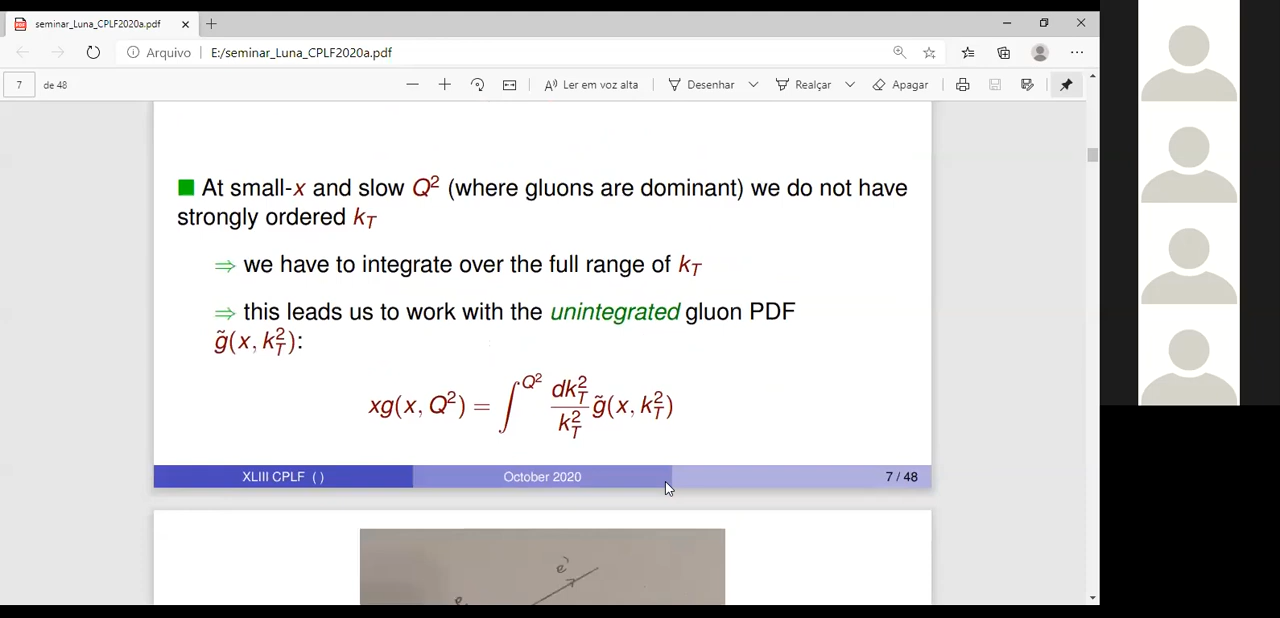 seminar_Luna_CPLF2020a.pdf
Arquivo E:/seminar_Luna_CPLF2020a.pdf
7 de 48 Ler em voz alta Desenhar Realçar Apagar
At small-x and slow Q² (where gluons are dominant) we do not have
strongly ordered k_T
⇒ we have to integrate over the full range of k_T
⇒ this leads us to work with the unintegrated gluon PDF
g̃(x, k_T²):
xg(x, Q²) = ∫^{Q²} dk_T²/k_T² g̃(x, k_T²)
XLIII CPLF ( ) October 2020 7 / 48
e'
e